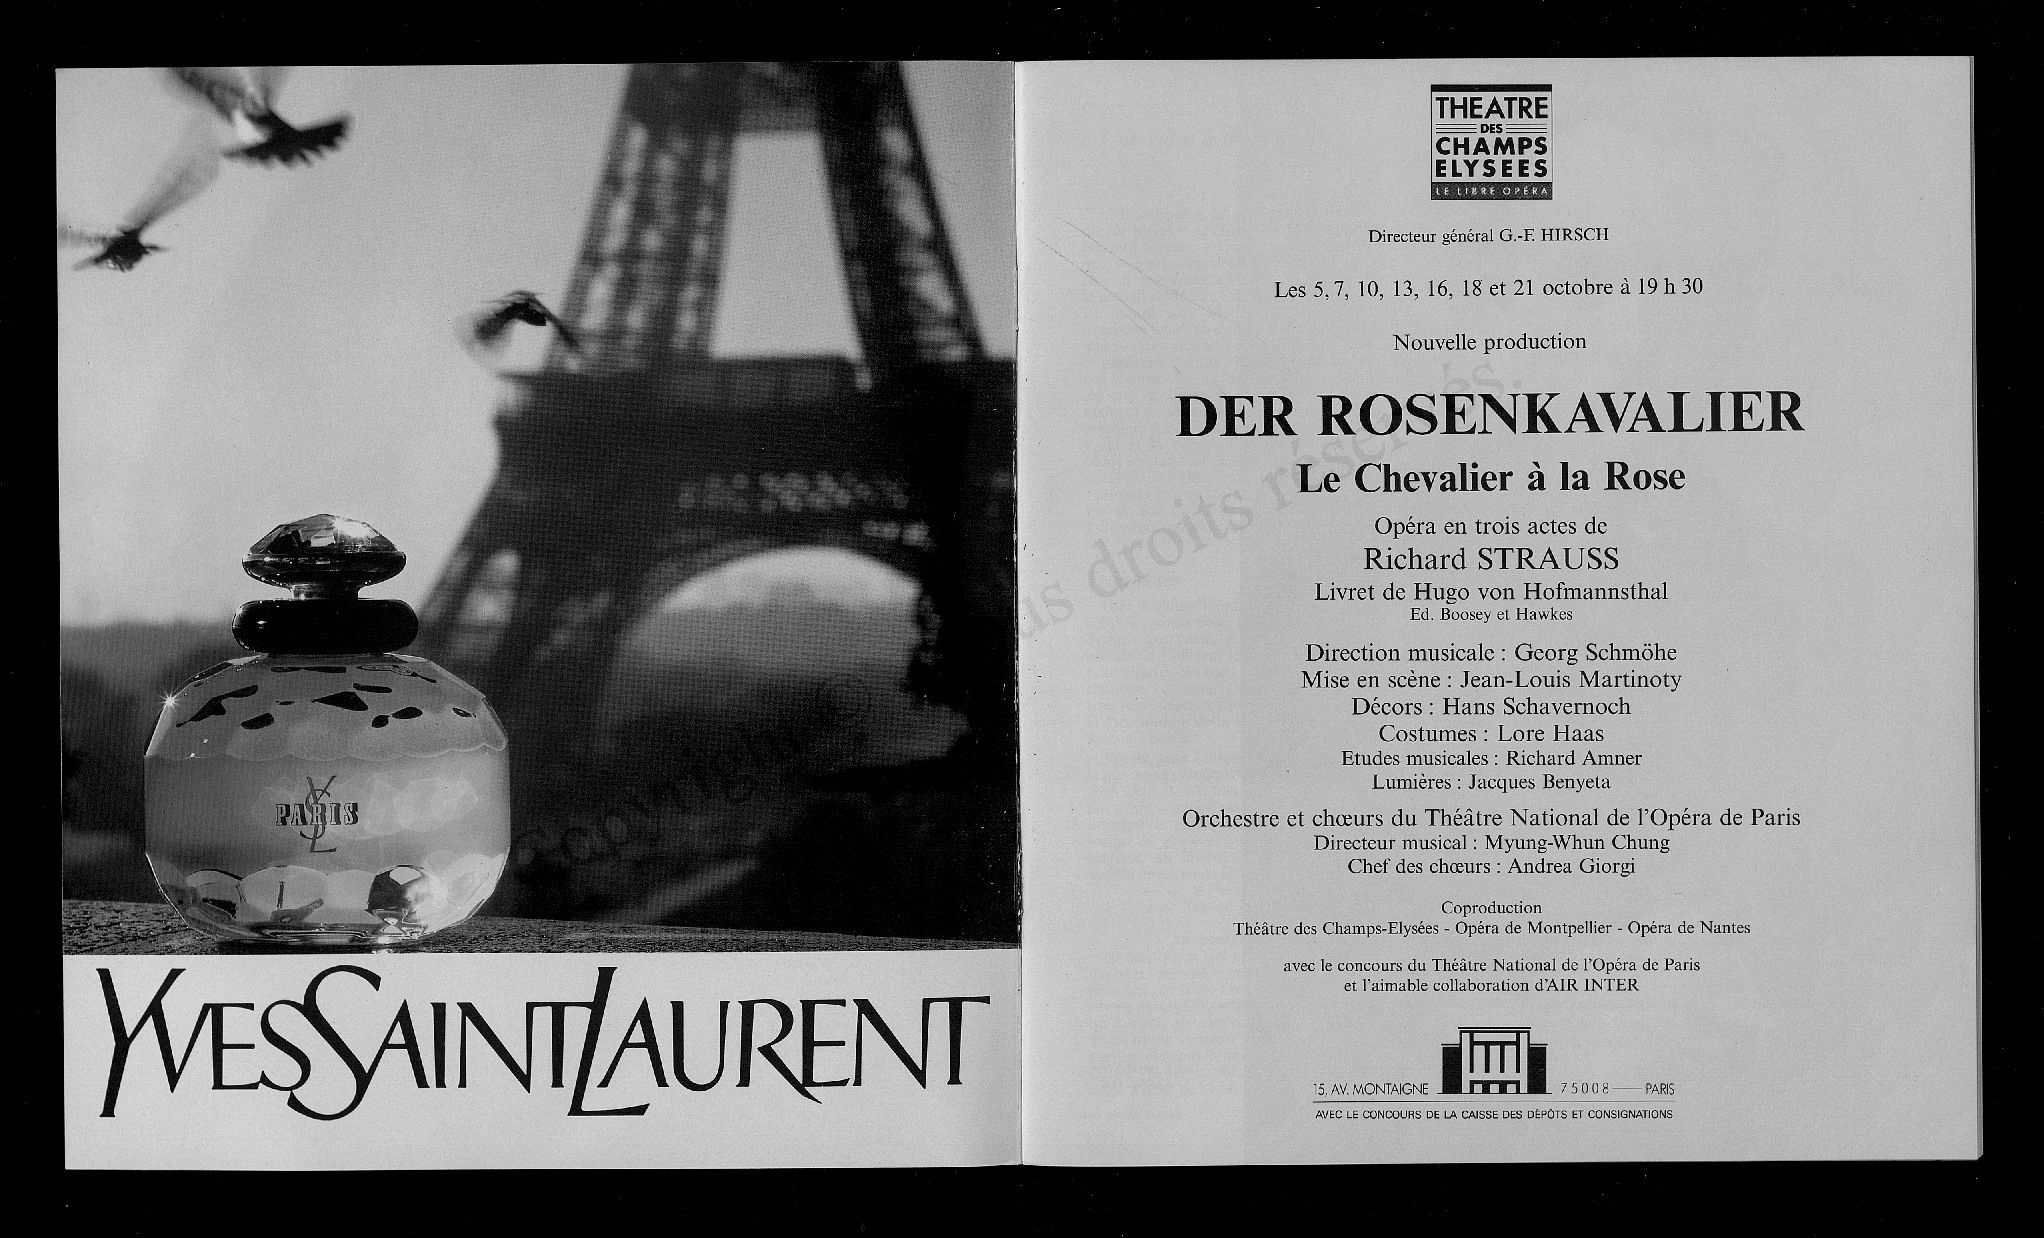 YSL
PARIS
YVESSAINTLAURENT
THEATRE
DES
CHAMPS
ELYSEES
LE LIBRE OPÉRA
Directeur général G.-F. HIRSCH
Les 5, 7, 10, 13, 16, 18 et 21 octobre à 19 h 30
Nouvelle production
DER ROSENKAVALIER
Le Chevalier à la Rose
Opéra en trois actes de
Richard STRAUSS
Livret de Hugo von Hofmannsthal
Ed. Boosey et Hawkes
Direction musicale : Georg Schmöhe
Mise en scène : Jean-Louis Martinoty
Décors : Hans Schavernoch
Costumes : Lore Haas
Etudes musicales : Richard Amner
Lumières : Jacques Benyeta
Orchestre et chœurs du Théâtre National de l'Opéra de Paris
Directeur musical : Myung-Whun Chung
Chef des chœurs : Andrea Giorgi
Coproduction
Théâtre des Champs-Elysées - Opéra de Montpellier - Opéra de Nantes
avec le concours du Théâtre National de l'Opéra de Paris
et l'aimable collaboration d'AIR INTER
15, AV. MONTAIGNE 75008 — PARIS
AVEC LE CONCOURS DE LA CAISSE DES DÉPÔTS ET CONSIGNATIONS
droits réservés.